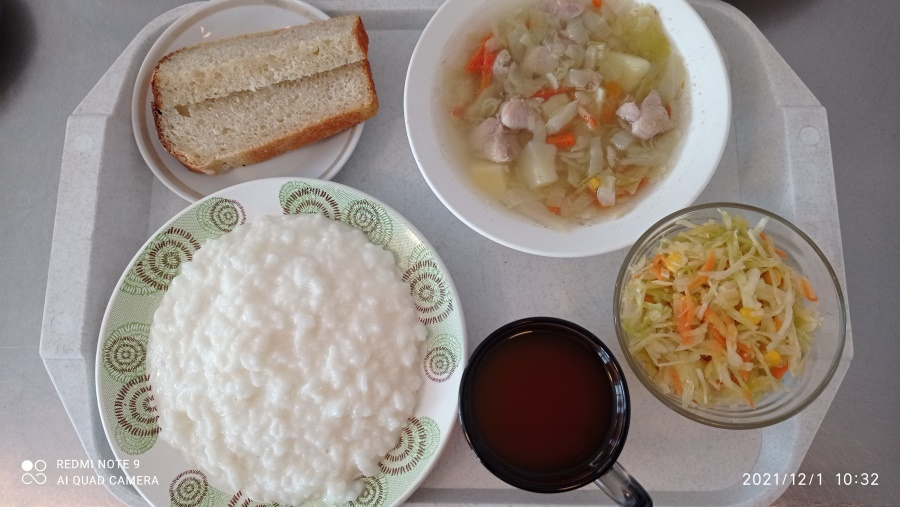 REDMI NOTE 9
AI QUAD CAMERA
2021/12/1 10:32